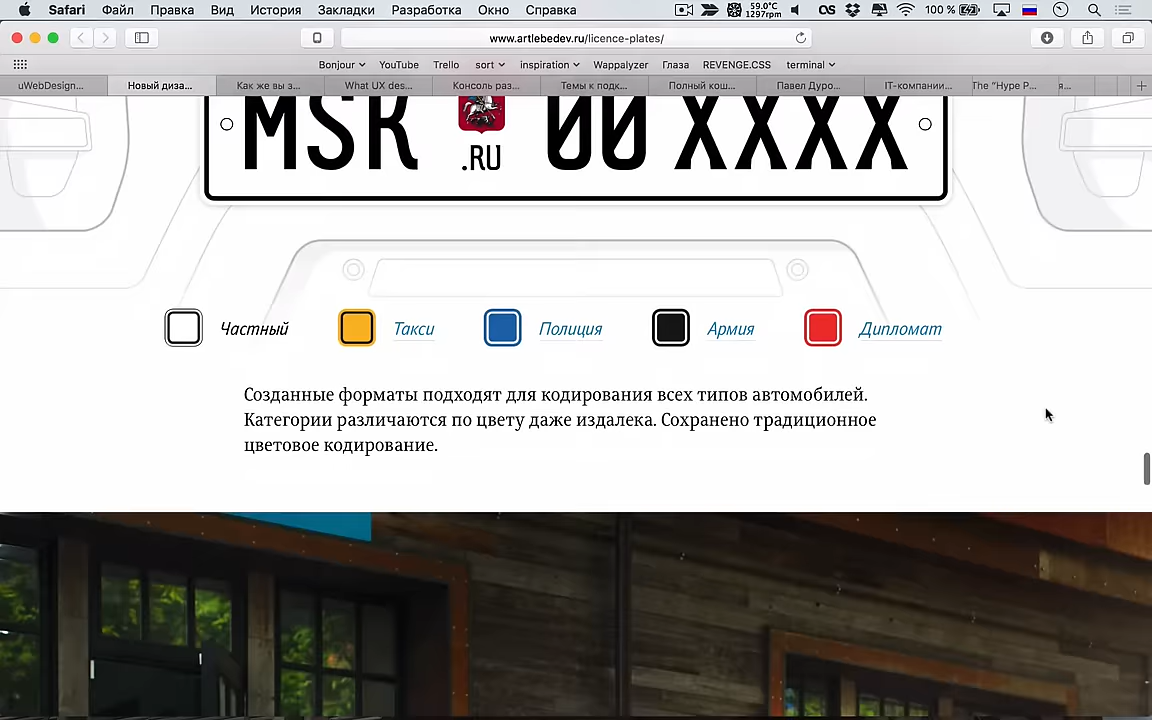 Safari Файл Правка Вид История Закладки Разработка Окно Справка 59.0°C 1297rpm 100 %
www.artlebedev.ru/licence-plates/
Bonjour YouTube Trello sort inspiration Wappalyzer Глаза REVENGE.CSS terminal
uWebDesign... Новый диза... Как же вы з... What UX des... Консоль раз... Темы к подк... Полный кош... Павел Дуро... IT-компании... The "Hype P... я...
MSK .RU 00 XXXX
Частный Такси Полиция Армия Дипломат
Созданные форматы подходят для кодирования всех типов автомобилей.
Категории различаются по цвету даже издалека. Сохранено традиционное
цветовое кодирование.